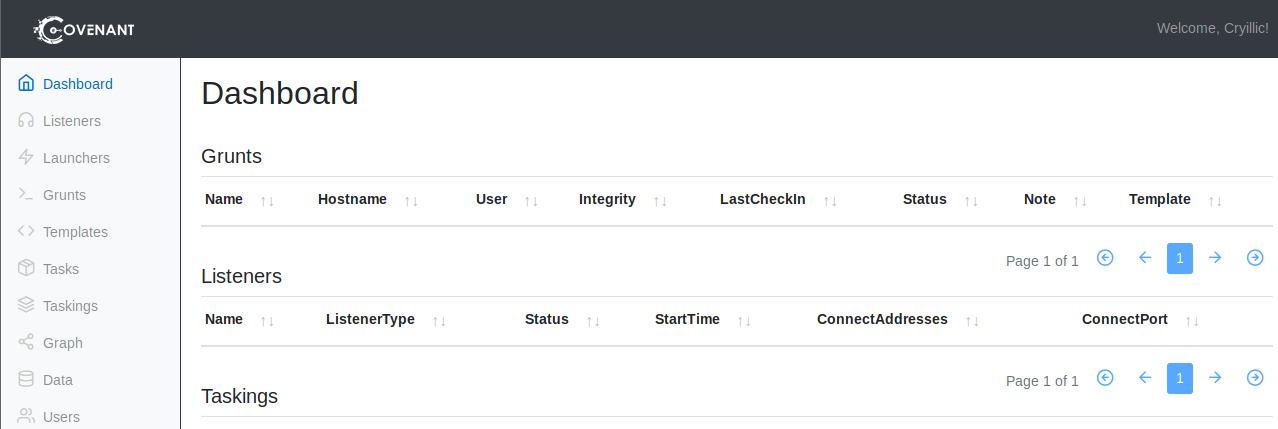 COVENANT
Welcome, Cryillic!
Dashboard
Listeners
Launchers
Grunts
Templates
Tasks
Taskings
Graph
Data
Users
Dashboard
Grunts
Name ↑↓ Hostname ↑↓ User ↑↓ Integrity ↑↓ LastCheckIn ↑↓ Status ↑↓ Note ↑↓ Template ↑↓
Page 1 of 1 1
Listeners
Name ↑↓ ListenerType ↑↓ Status ↑↓ StartTime ↑↓ ConnectAddresses ↑↓ ConnectPort ↑↓
Page 1 of 1 1
Taskings